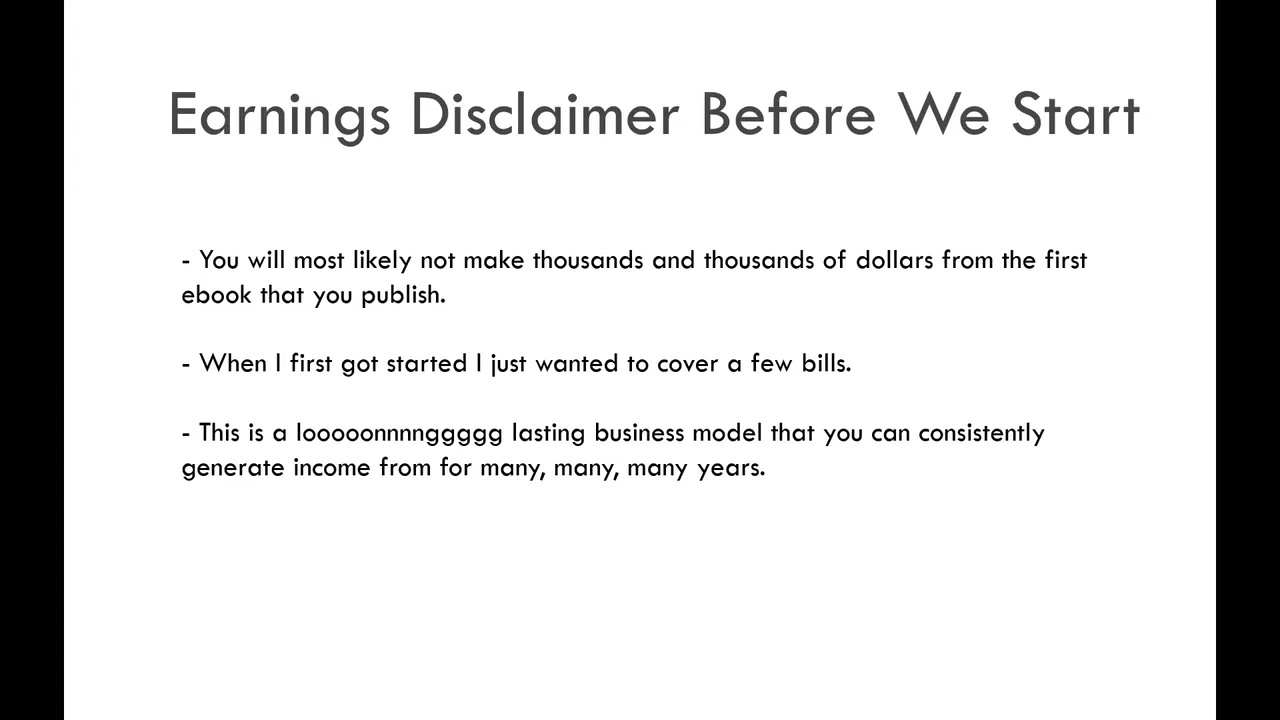 Earnings Disclaimer Before We Start
- You will most likely not make thousands and thousands of dollars from the first
ebook that you publish.
- When I first got started I just wanted to cover a few bills.
- This is a looooonnnnggggg lasting business model that you can consistently
generate income from for many, many, many years.